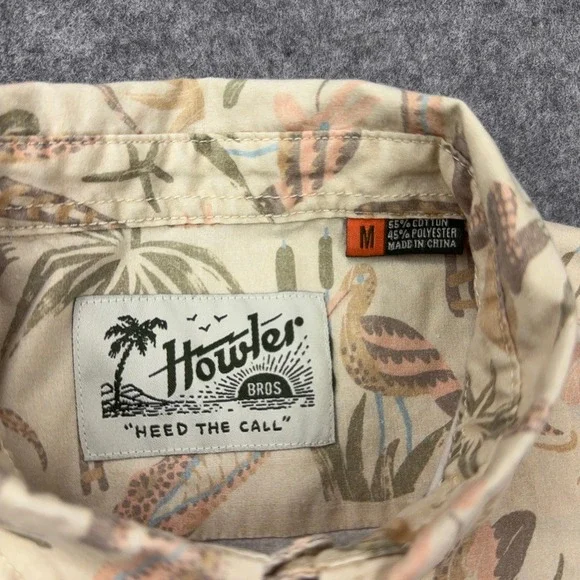 M
55% COTTON
45% POLYESTER
MADE IN CHINA
Howler
BROS
"HEED THE CALL"